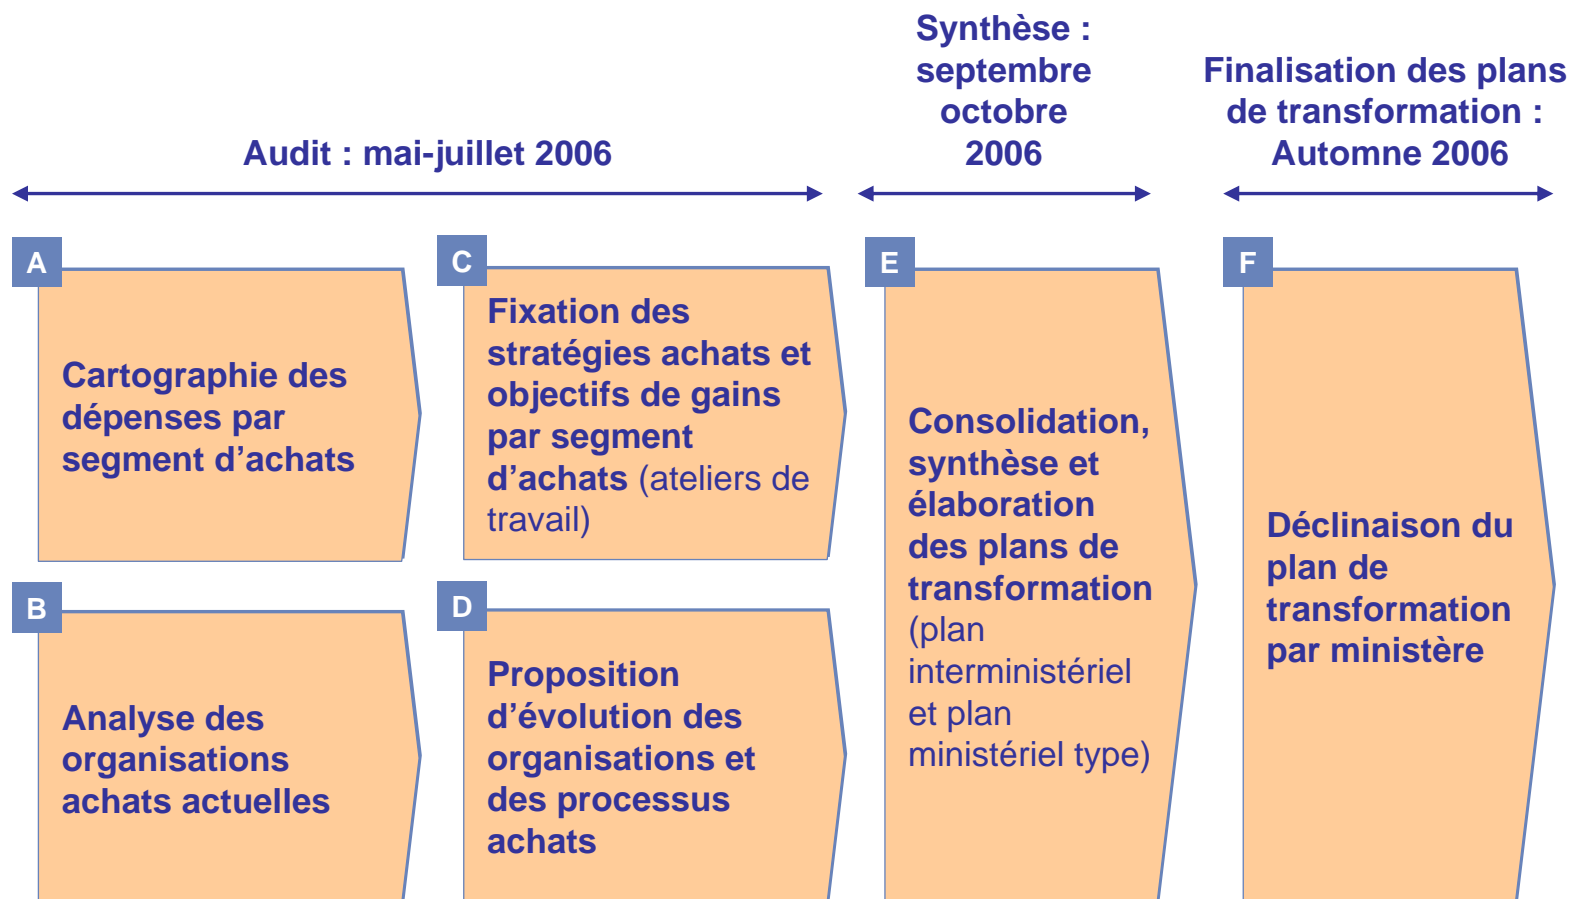 Audit : mai-juillet 2006
Synthèse :
septembre
octobre
2006
Finalisation des plans
de transformation :
Automne 2006
A
Cartographie des
dépenses par
segment d’achats
B
Analyse des
organisations
achats actuelles
C
Fixation des
stratégies achats et
objectifs de gains
par segment
d’achats (ateliers de
travail)
D
Proposition
d’évolution des
organisations et
des processus
achats
E
Consolidation,
synthèse et
élaboration
des plans de
transformation
(plan
interministériel
et plan
ministériel type)
F
Déclinaison du
plan de
transformation
par ministère